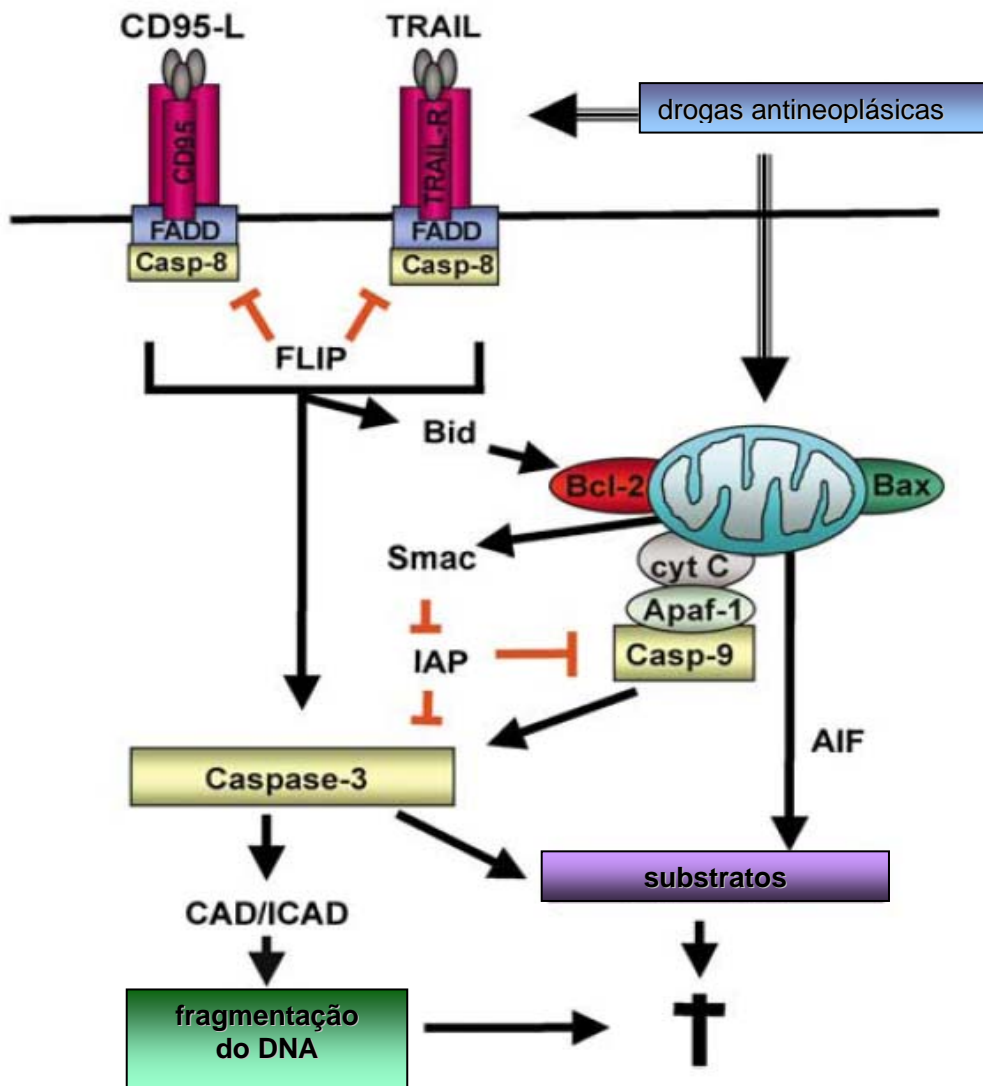 CD95-L
TRAIL
drogas antineoplásicas
CD95
TRAIL-R
FADD
FADD
Casp-8
Casp-8
FLIP
Bid
Bcl-2
Bax
Smac
cyt C
Apaf-1
IAP
Casp-9
AIF
Caspase-3
substratos
CAD/ICAD
fragmentação
do DNA